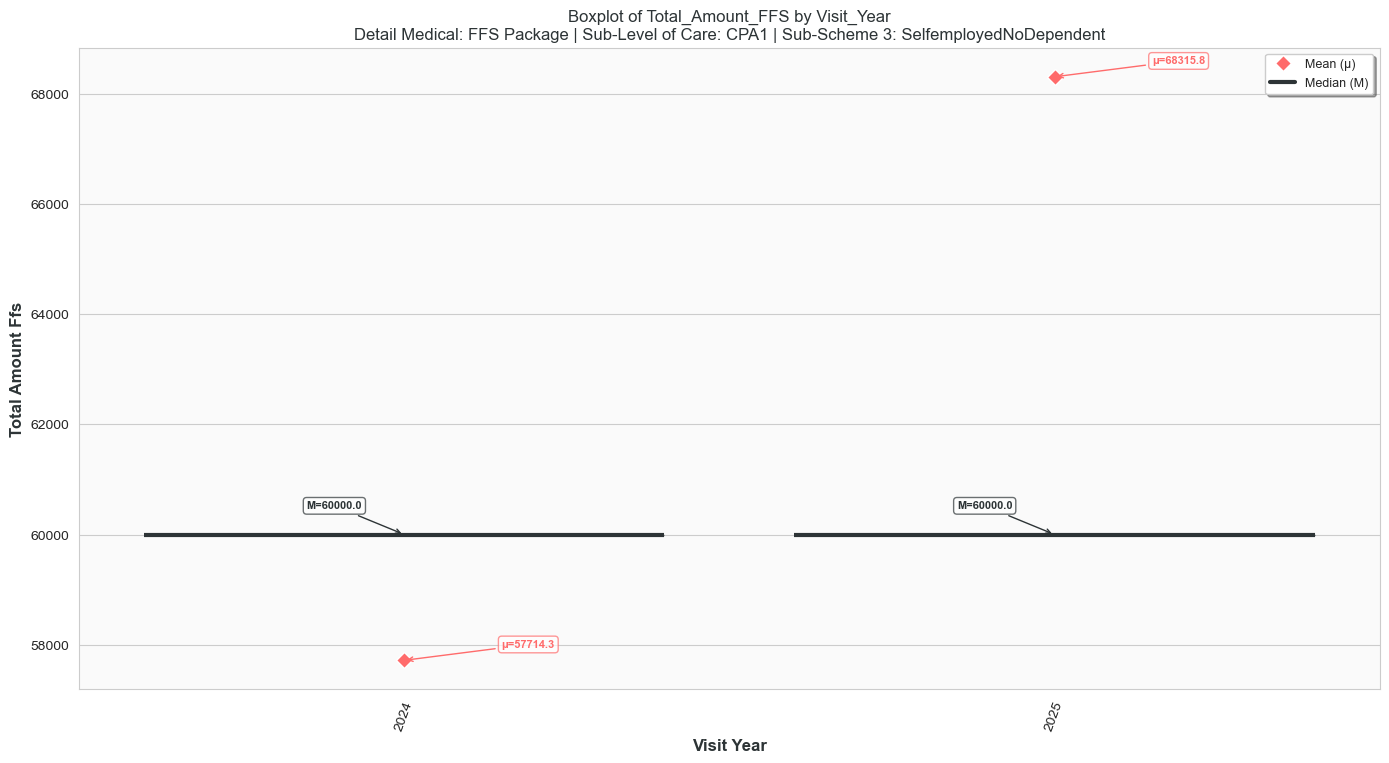 Boxplot of Total_Amount_FFS by Visit_Year
Detail Medical: FFS Package | Sub-Level of Care: CPA1 | Sub-Scheme 3: SelfemployedNoDependent
μ=68315.8
Mean (μ)
Median (M)
68000
66000
64000
62000
60000
58000
Total Amount Ffs
M=60000.0
M=60000.0
μ=57714.3
2024
2025
Visit Year